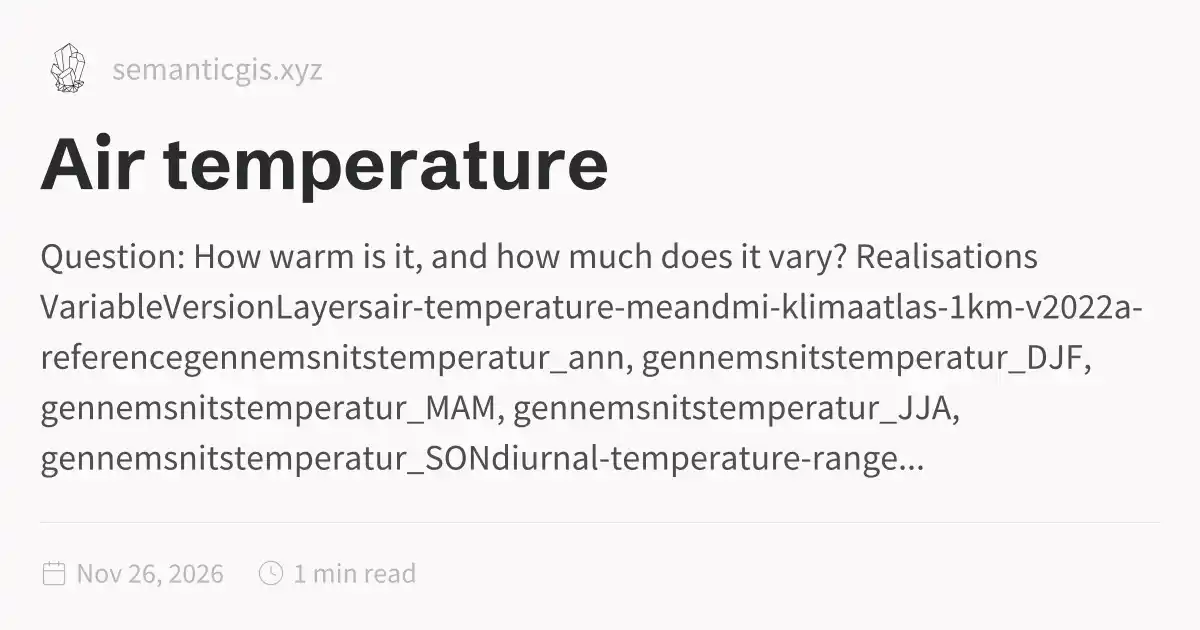 semanticgis.xyz
Air temperature
Question: How warm is it, and how much does it vary? Realisations
VariableVersionLayersair-temperature-meandmi-klimaatlas-1km-v2022a-
referencegennemsnitstemperatur_ann, gennemsnitstemperatur_DJF,
gennemsnitstemperatur_MAM, gennemsnitstemperatur_JJA,
gennemsnitstemperatur_SONdiurnal-temperature-range...
Nov 26, 2026 1 min read